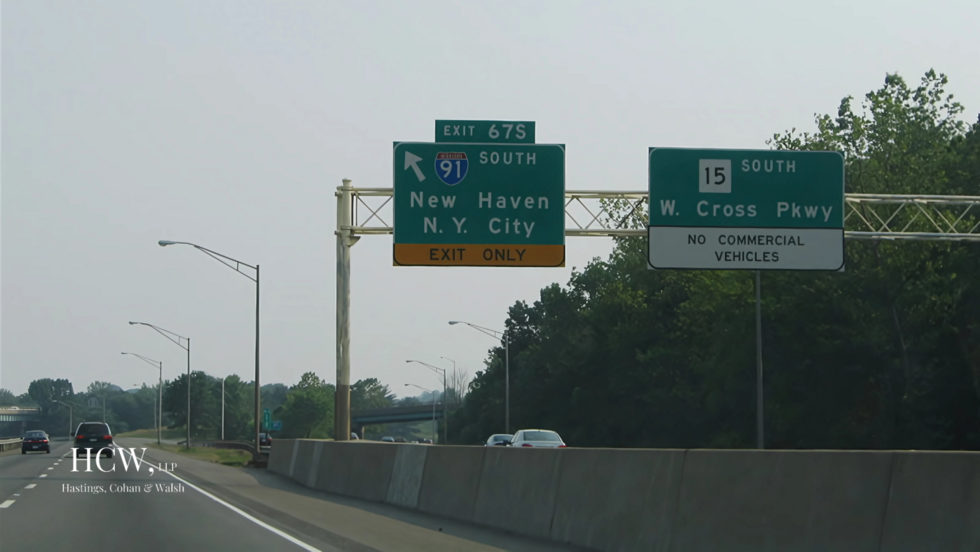 EXIT 67S
91 SOUTH
New Haven
N.Y. City
EXIT ONLY
15 SOUTH
W. Cross Pkwy
NO COMMERCIAL
VEHICLES
HCW, LLP
Hastings, Cohan & Walsh